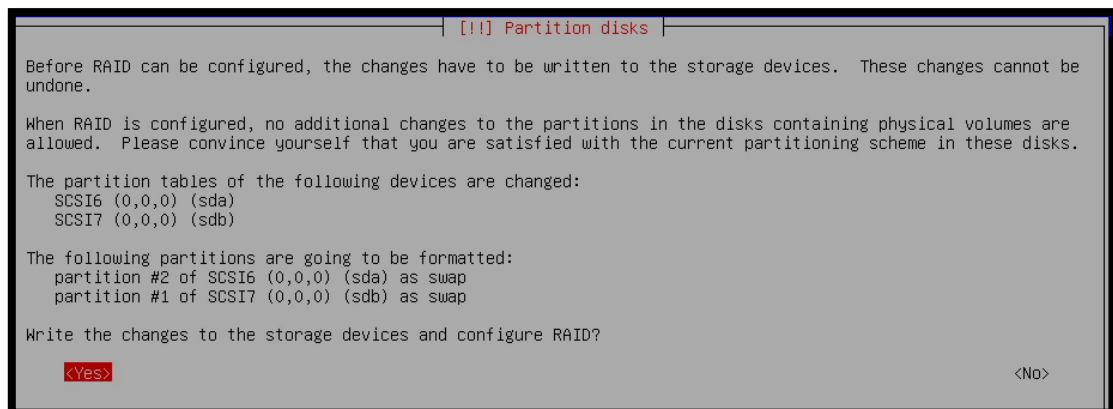 [!!] Partition disks
Before RAID can be configured, the changes have to be written to the storage devices.  These changes cannot be
undone.
When RAID is configured, no additional changes to the partitions in the disks containing physical volumes are
allowed.  Please convince yourself that you are satisfied with the current partitioning scheme in these disks.
The partition tables of the following devices are changed:
SCSI6 (0,0,0) (sda)
SCSI7 (0,0,0) (sdb)
The following partitions are going to be formatted:
partition #2 of SCSI6 (0,0,0) (sda) as swap
partition #1 of SCSI7 (0,0,0) (sdb) as swap
Write the changes to the storage devices and configure RAID?
<Yes> <No>